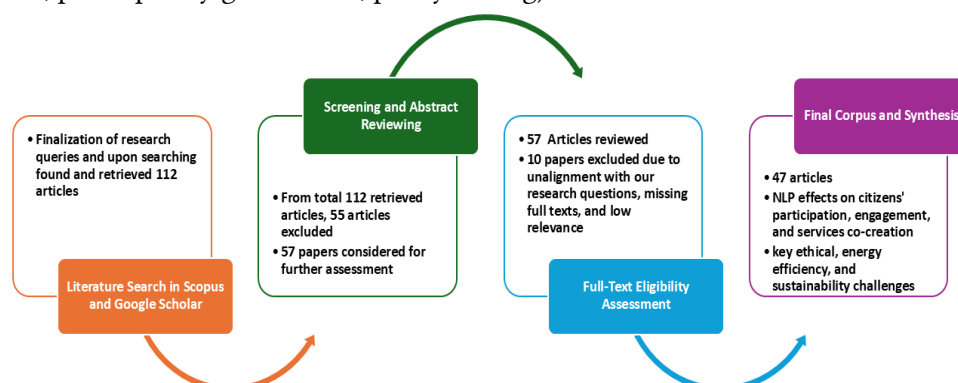 • Finalization of research
queries and upon searching
found and retrieved 112
articles
Literature Search in Scopus
and Google Scholar
Screening and Abstract
Reviewing
• From total 112 retrieved
articles, 55 articles
excluded
• 57 papers considered for
further assessment
• 57 Articles reviewed
• 10 papers excluded due to
unalignment with our
research questions, missing
full texts, and low
relevance
Full-Text Eligibility
Assessment
Final Corpus and Synthesis
• 47 articles
• NLP effects on citizens'
participation, engagement,
and services co-creation
• key ethical, energy
efficiency, and
sustainability challenges